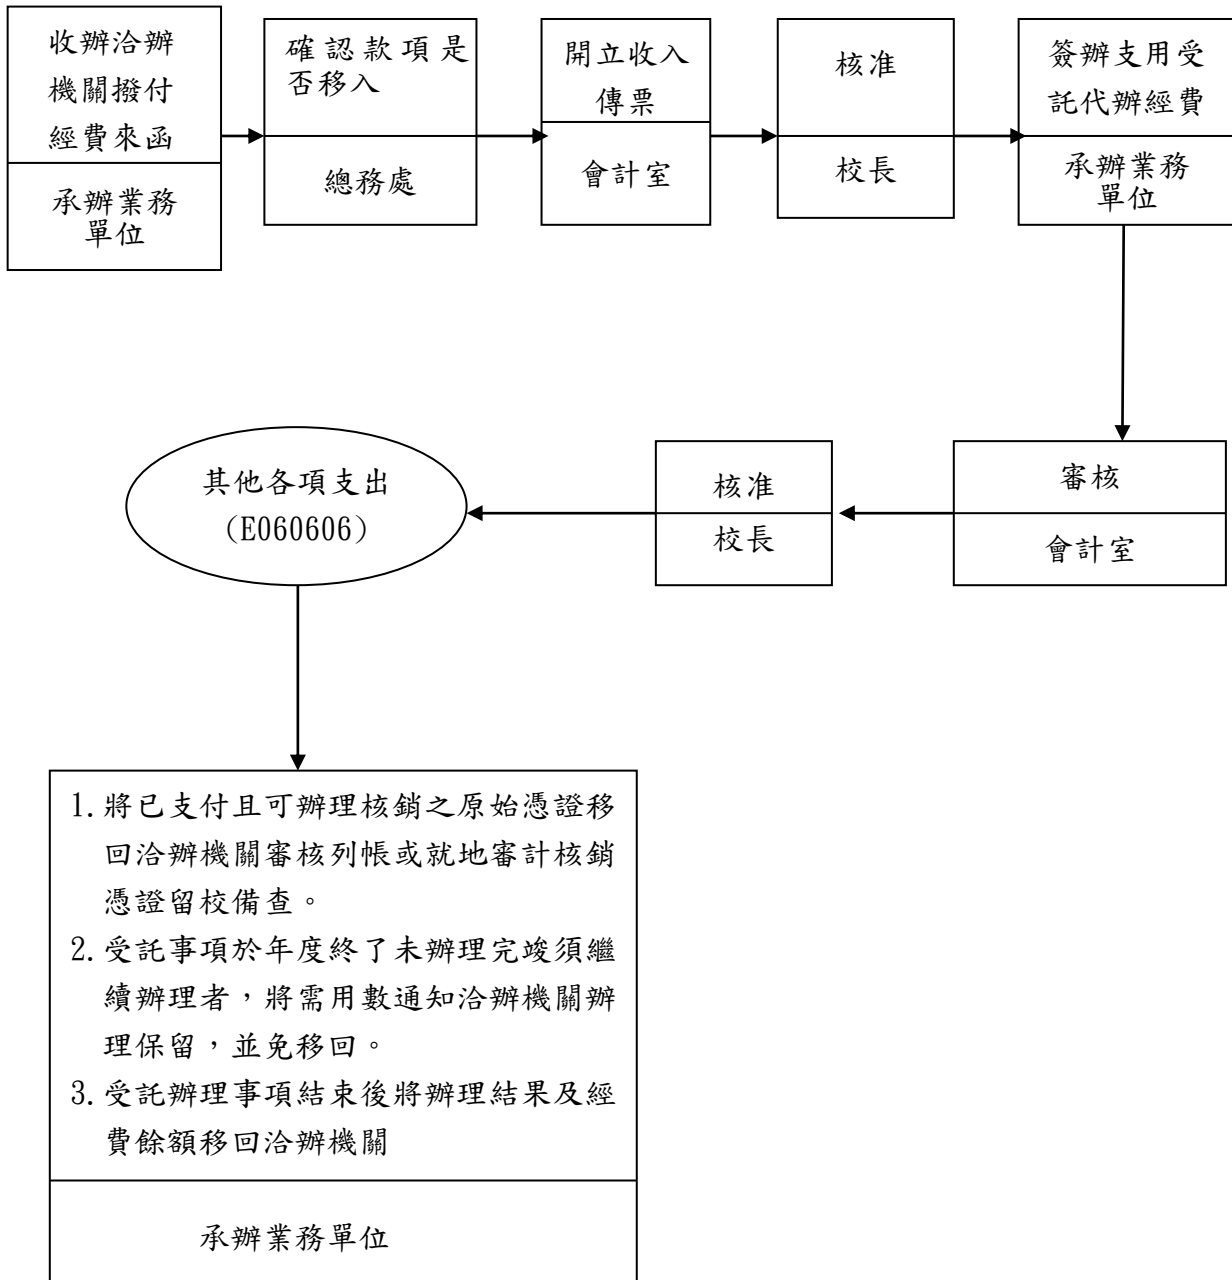 收辦洽辦
機關撥付
經費來函
承辦業務
單位
確認款項是
否移入
總務處
開立收入
傳票
會計室
核准
校長
簽辦支用受
託代辦經費
承辦業務
單位
審核
會計室
核准
校長
其他各項支出
(E060606)
1.將已支付且可辦理核銷之原始憑證移
回洽辦機關審核列帳或就地審計核銷
憑證留校備查。
2.受託事項於年度終了未辦理完竣須繼
續辦理者，將需用數通知洽辦機關辦
理保留，並免移回。
3.受託辦理事項結束後將辦理結果及經
費餘額移回洽辦機關
承辦業務單位